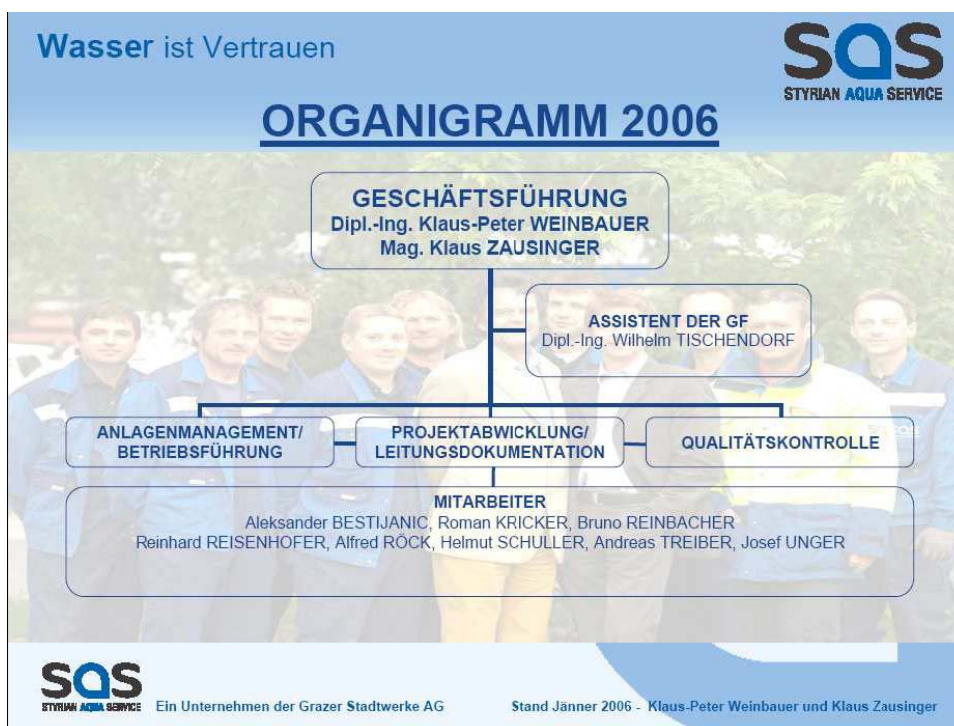 Wasser ist Vertrauen
SAS
STYRIAN AQUA SERVICE
ORGANIGRAMM 2006
GESCHÄFTSFÜHRUNG
Dipl.-Ing. Klaus-Peter WEINBAUER
Mag. Klaus ZAUSINGER
ASSISTENT DER GF
Dipl.-Ing. Wilhelm TISCHENDORF
ANLAGENMANAGEMENT/
BETRIEBSFÜHRUNG
PROJEKTABWICKLUNG/
LEITUNGSDOKUMENTATION
QUALITÄTSKONTROLLE
MITARBEITER
Aleksander BESTIJANIC, Roman KRICKER, Bruno REINBACHER
Reinhard REISENHOFER, Alfred RÖCK, Helmut SCHULLER, Andreas TREIBER, Josef UNGER
SAS
STYRIAN AQUA SERVICE
Ein Unternehmen der Grazer Stadtwerke AG
Stand Jänner 2006 - Klaus-Peter Weinbauer und Klaus Zausinger